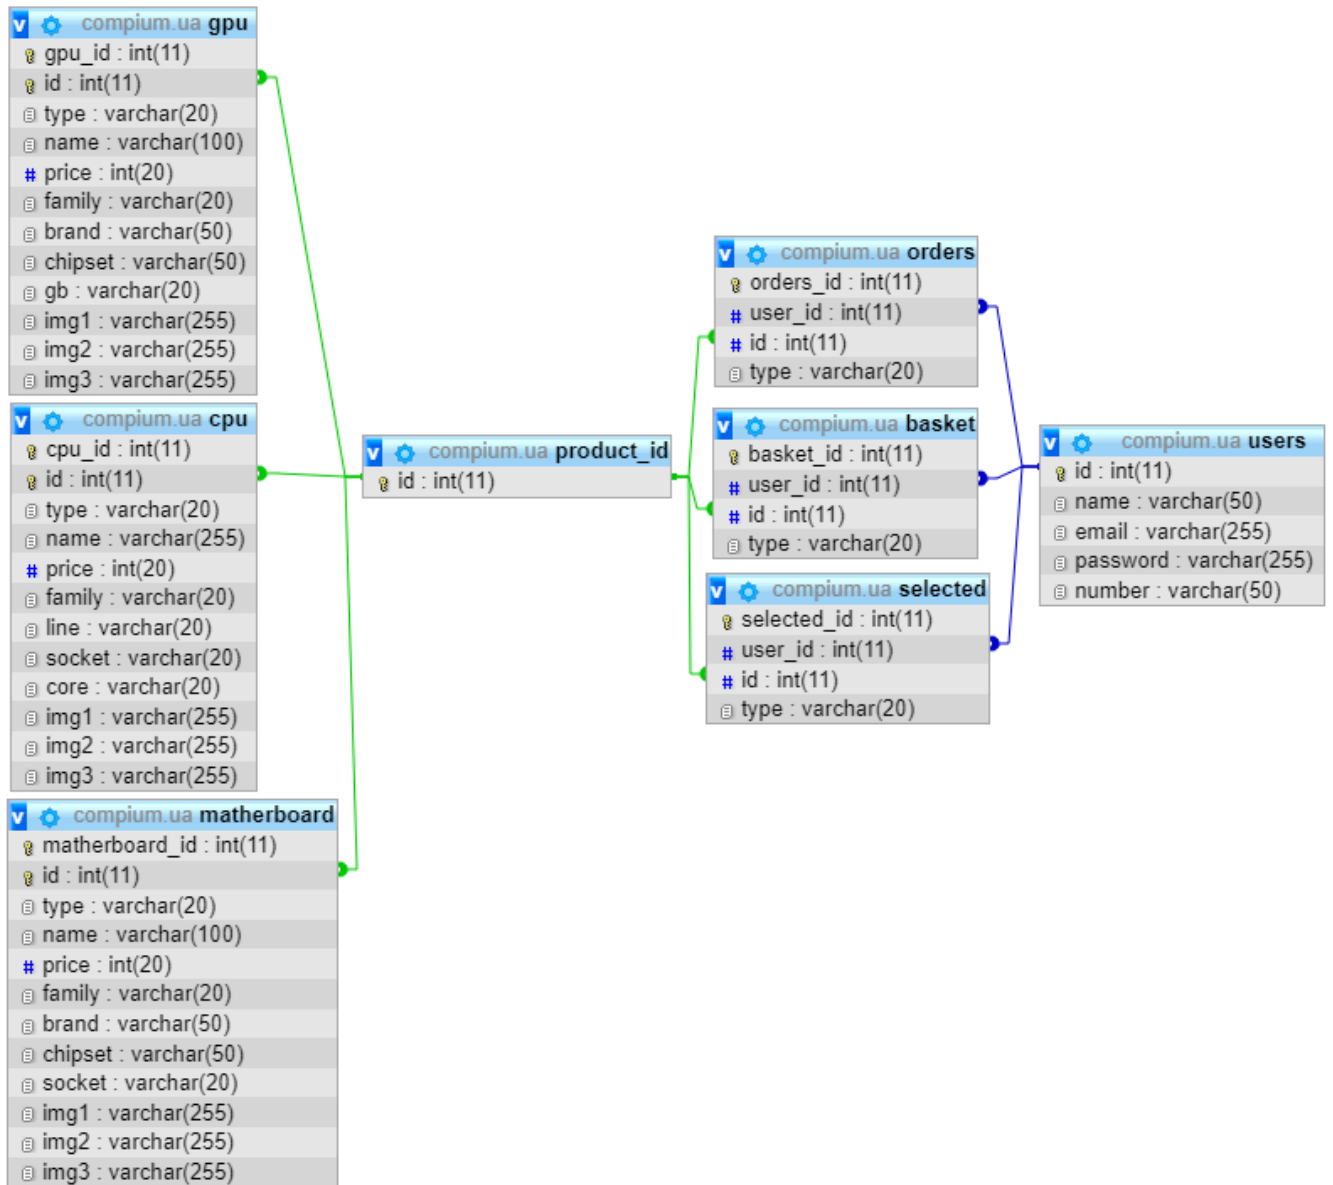 compium.ua gpu
gpu_id : int(11)
id : int(11)
type : varchar(20)
name : varchar(100)
# price : int(20)
family : varchar(20)
brand : varchar(50)
chipset : varchar(50)
gb : varchar(20)
img1 : varchar(255)
img2 : varchar(255)
img3 : varchar(255)
v compium.ua cpu
cpu_id : int(11)
id : int(11)
type : varchar(20)
name : varchar(255)
# price : int(20)
family : varchar(20)
line : varchar(20)
socket : varchar(20)
core : varchar(20)
img1 : varchar(255)
img2 : varchar(255)
img3 : varchar(255)
v compium.ua matherboard
matherboard_id : int(11)
id : int(11)
type : varchar(20)
name : varchar(100)
# price : int(20)
family : varchar(20)
brand : varchar(50)
chipset : varchar(50)
socket : varchar(20)
img1 : varchar(255)
img2 : varchar(255)
img3 : varchar(255)
v compium.ua product_id
id : int(11)
v compium.ua orders
orders_id : int(11)
# user_id : int(11)
# id : int(11)
type : varchar(20)
v compium.ua basket
basket_id : int(11)
# user_id : int(11)
# id : int(11)
type : varchar(20)
v compium.ua selected
selected_id : int(11)
# user_id : int(11)
# id : int(11)
type : varchar(20)
v compium.ua users
id : int(11)
name : varchar(50)
email : varchar(255)
password : varchar(255)
number : varchar(50)